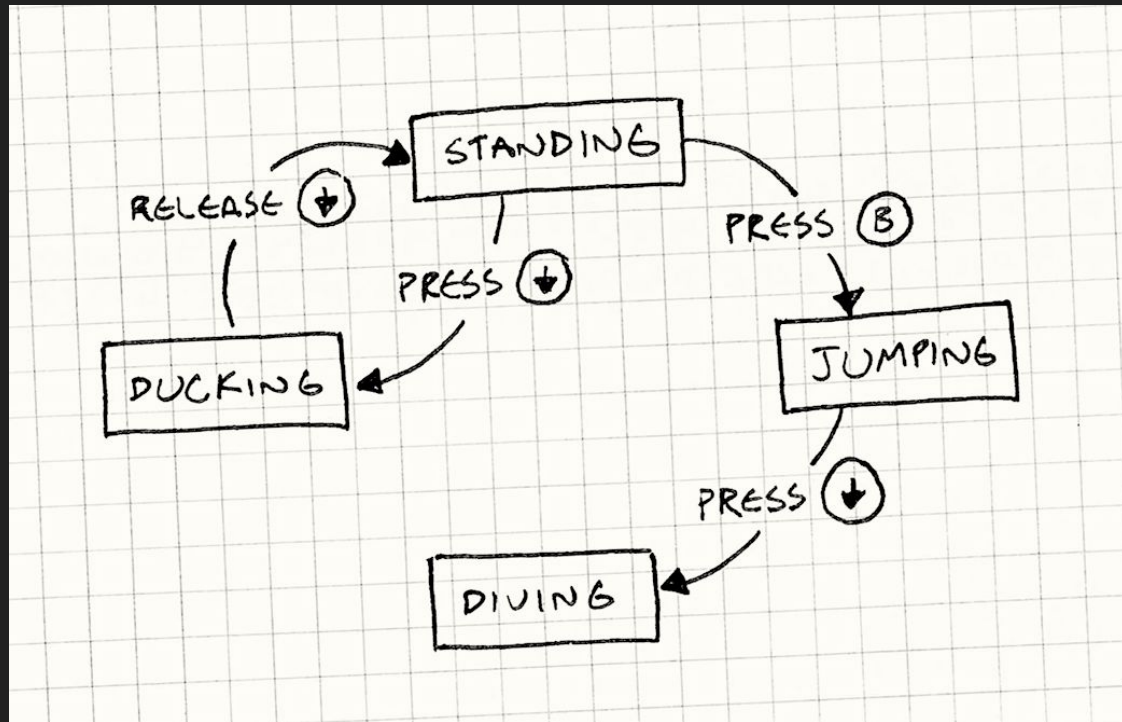 STANDING
RELEASE ↓
PRESS B
PRESS ↓
DUCKING
JUMPING
PRESS ↓
DIVING